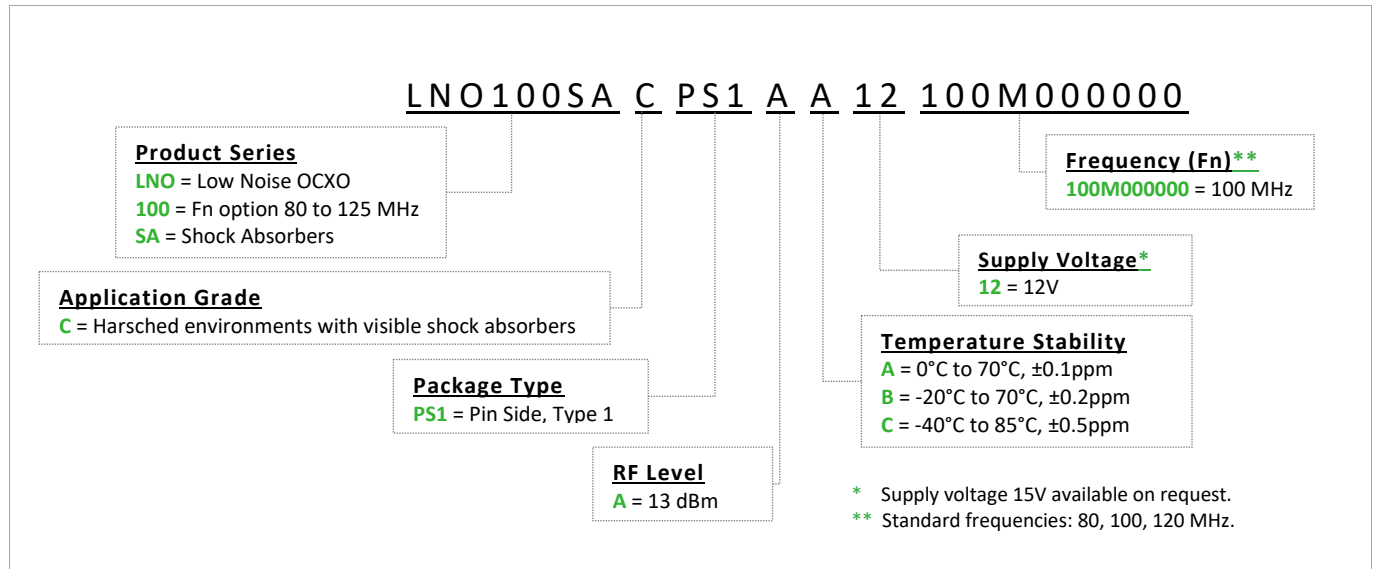 LNO100SA C PS1 A A 12 100M000000
Product Series
LNO = Low Noise OCXO
100 = Fn option 80 to 125 MHz
SA = Shock Absorbers
Frequency (Fn)**
100M000000 = 100 MHz
Supply Voltage*
12 = 12V
Application Grade
C = Harsched environments with visible shock absorbers
Temperature Stability
A = 0°C to 70°C, ±0.1ppm
B = -20°C to 70°C, ±0.2ppm
C = -40°C to 85°C, ±0.5ppm
Package Type
PS1 = Pin Side, Type 1
RF Level
A = 13 dBm
* Supply voltage 15V available on request.
** Standard frequencies: 80, 100, 120 MHz.